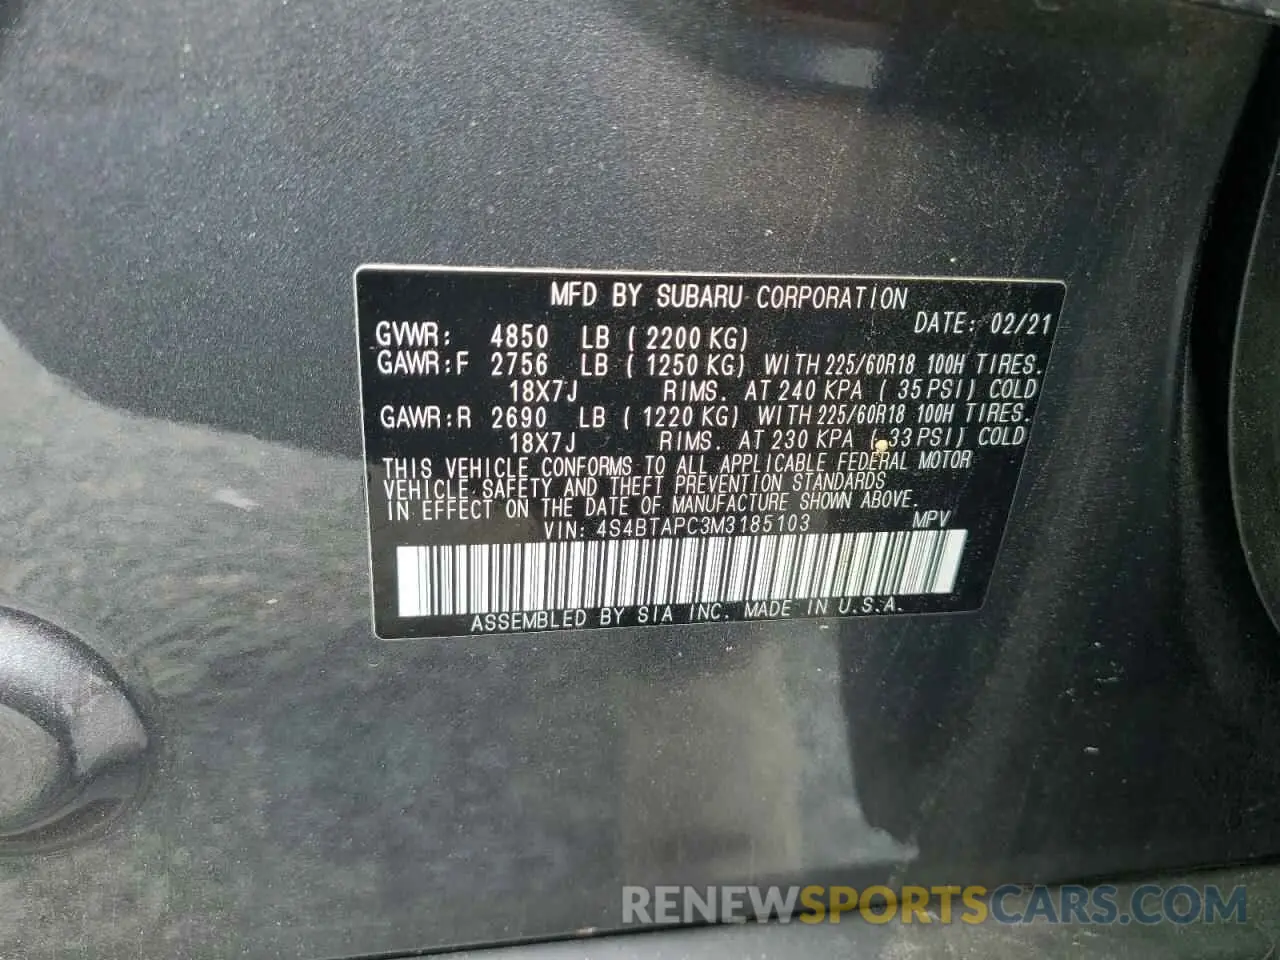 MFD BY SUBARU CORPORATION
DATE: 02/21
GVWR: 4850 LB (2200 KG)
GAWR:F 2756 LB (1250 KG) WITH 225/60R18 100H TIRES.
18X7J RIMS. AT 240 KPA (35 PSI) COLD
GAWR:R 2690 LB (1220 KG) WITH 225/60R18 100H TIRES.
18X7J RIMS. AT 230 KPA (33 PSI) COLD
THIS VEHICLE CONFORMS TO ALL APPLICABLE FEDERAL MOTOR
VEHICLE SAFETY AND THEFT PREVENTION STANDARDS
IN EFFECT ON THE DATE OF MANUFACTURE SHOWN ABOVE.
VIN: 4S4BTAPC3M3185103 MPV
ASSEMBLED BY SIA INC. MADE IN U.S.A.
RENEWSPORTSCARS.COM